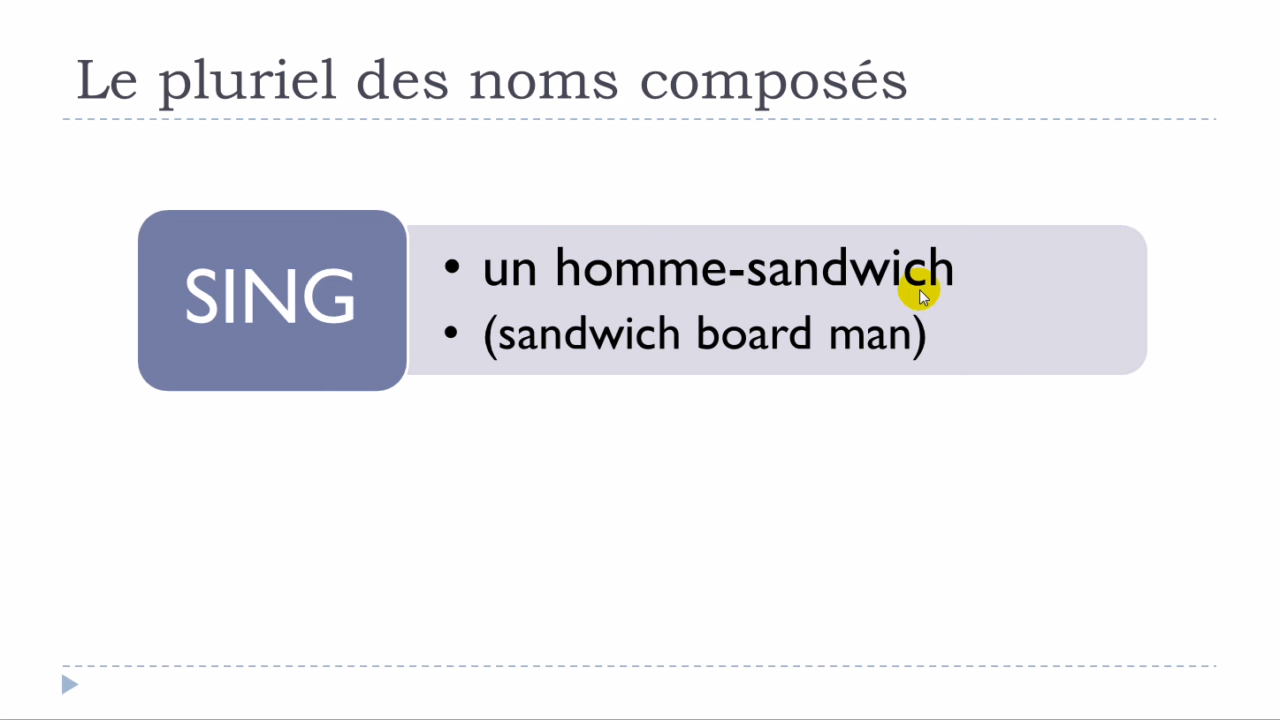 Le pluriel des noms composés
SING
• un homme-sandwich
• (sandwich board man)